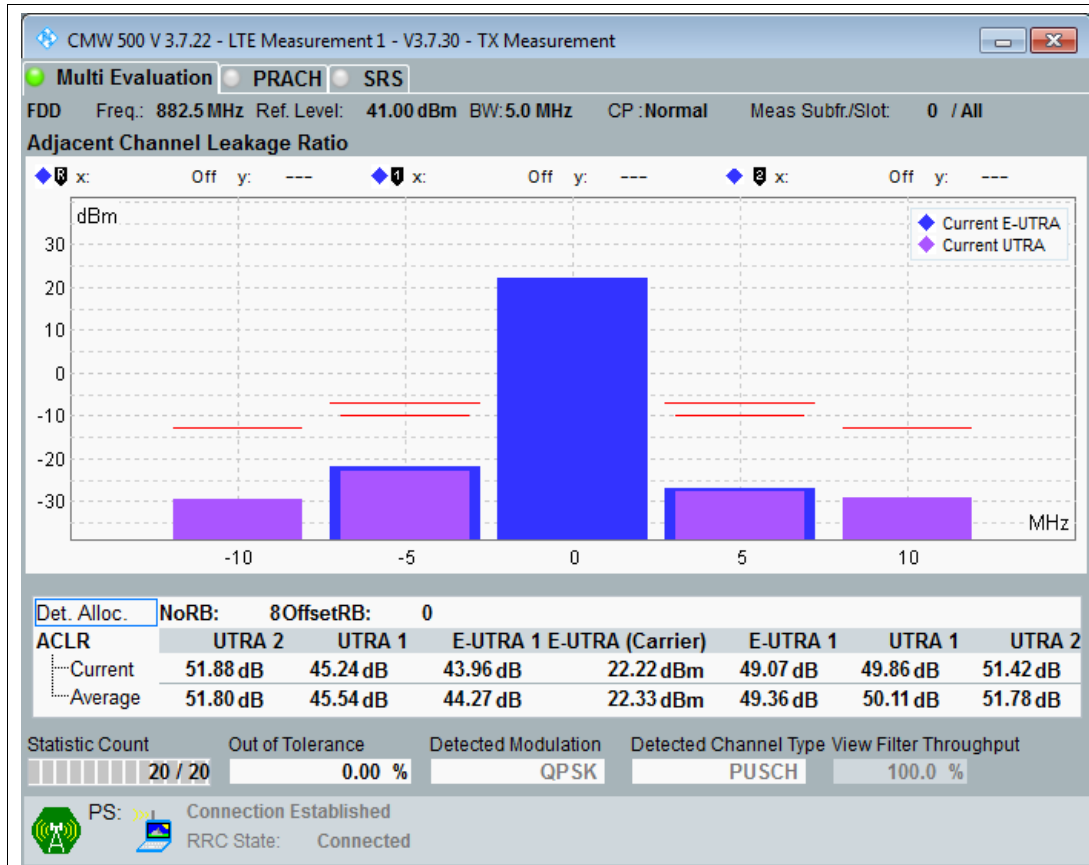 CMW 500 V 3.7.22 - LTE Measurement 1 - V3.7.30 - TX Measurement
Multi Evaluation PRACH SRS
FDD Freq.: 882.5 MHz Ref. Level: 41.00 dBm BW: 5.0 MHz CP : Normal Meas Subfr./Slot: 0 / All
Adjacent Channel Leakage Ratio
R x: Off y: --- 1 x: Off y: --- 2 x: Off y: ---
dBm
Current E-UTRA
Current UTRA
30
20
10
0
-10
-20
-30
MHz
-10 -5 0 5 10
Det. Alloc. NoRB: 8 OffsetRB: 0
ACLR UTRA 2 UTRA 1 E-UTRA 1 E-UTRA (Carrier) E-UTRA 1 UTRA 1 UTRA 2
Current 51.88 dB 45.24 dB 43.96 dB 22.22 dBm 49.07 dB 49.86 dB 51.42 dB
Average 51.80 dB 45.54 dB 44.27 dB 22.33 dBm 49.36 dB 50.11 dB 51.78 dB
Statistic Count Out of Tolerance Detected Modulation Detected Channel Type View Filter Throughput
20 / 20 0.00 % QPSK PUSCH 100.0 %
PS: Connection Established
RRC State: Connected